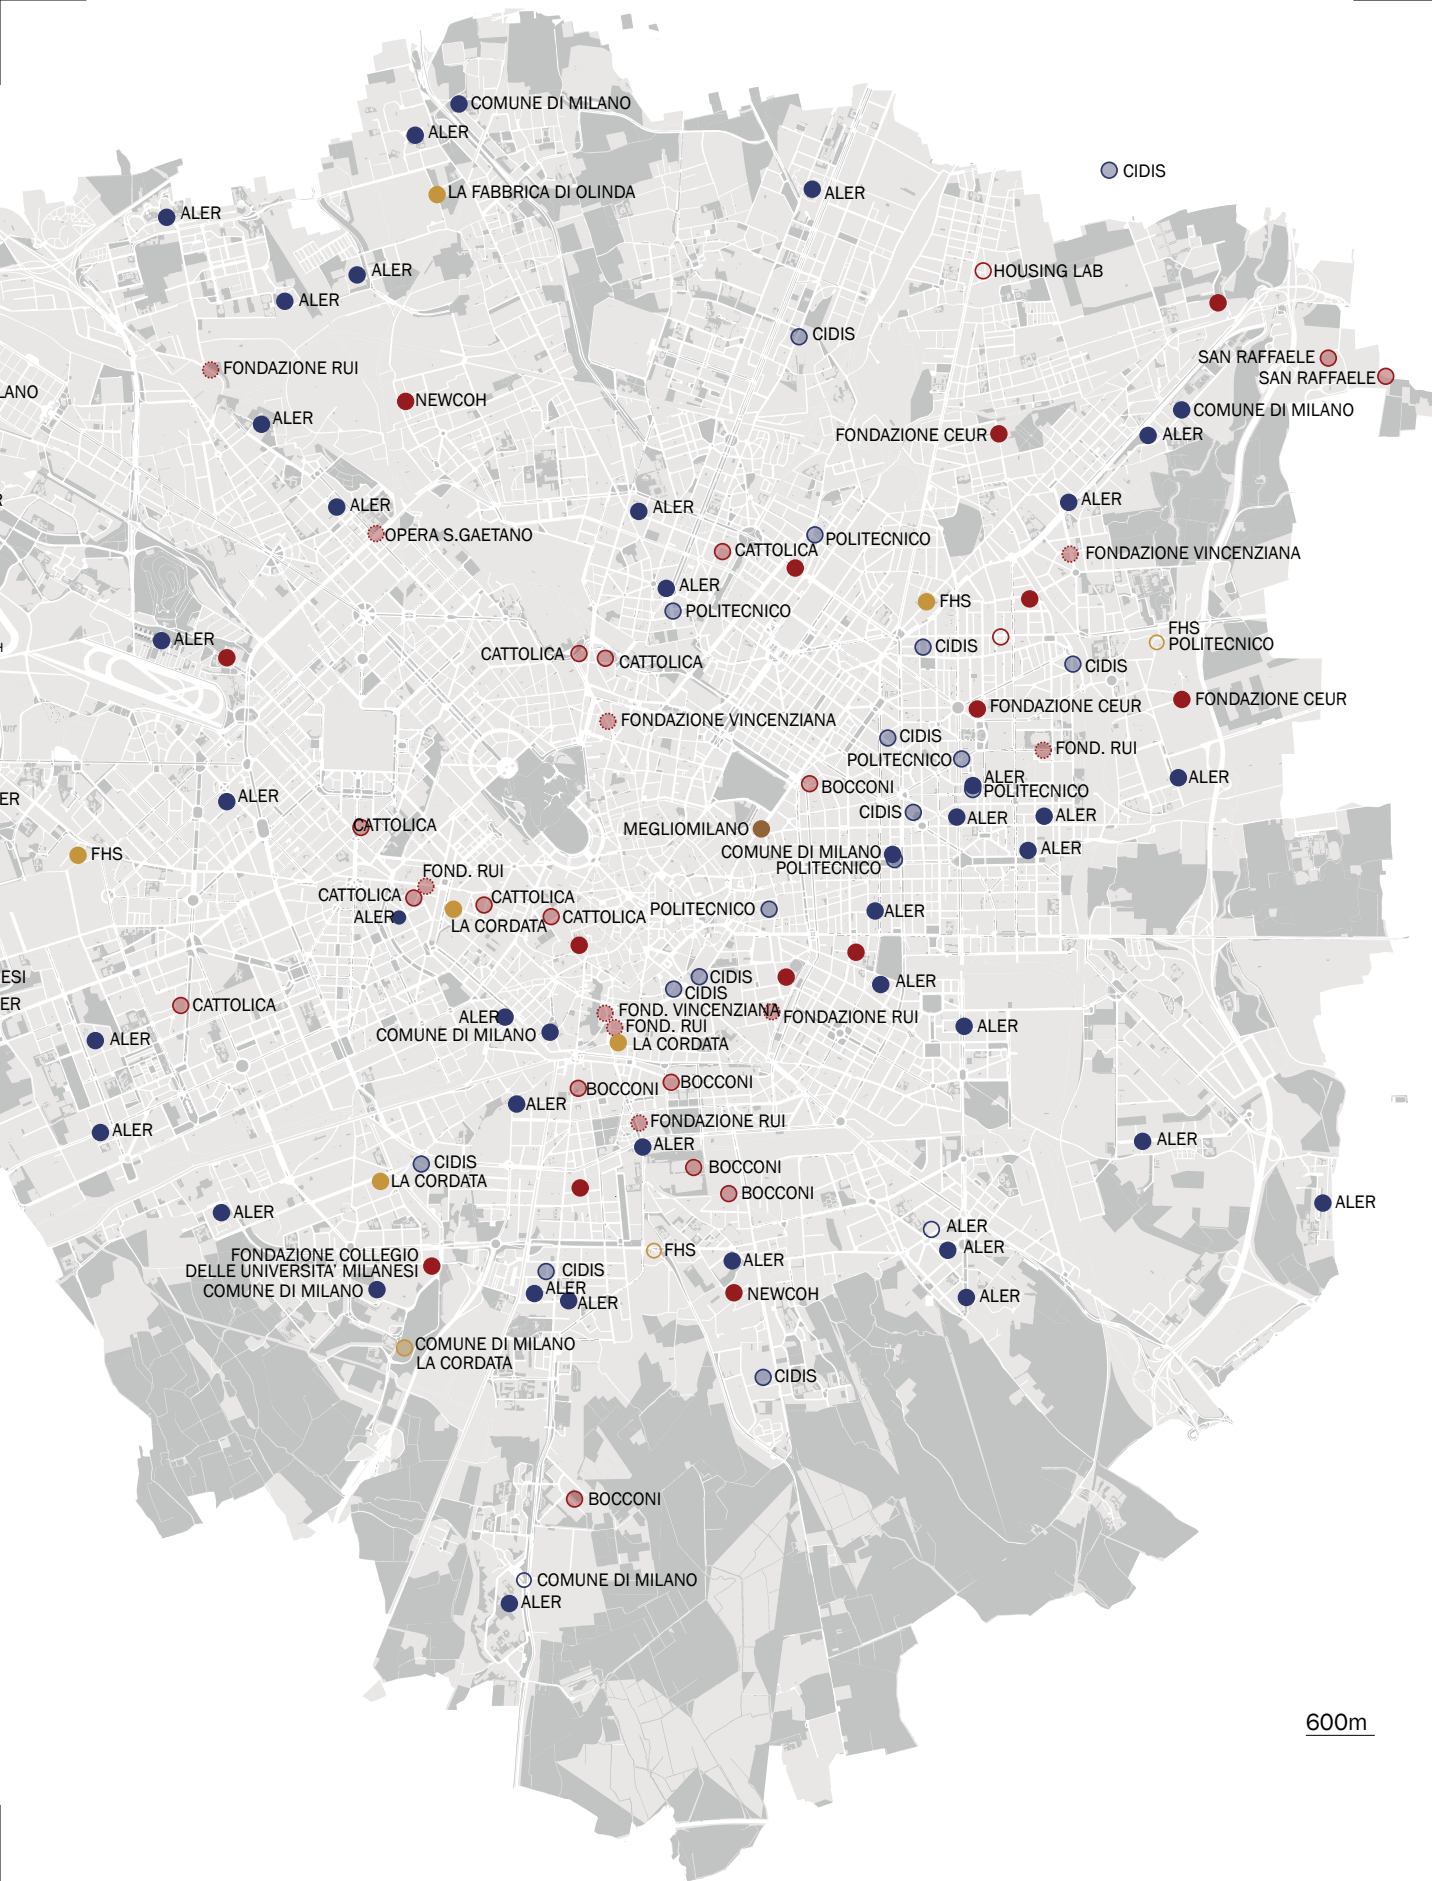 COMUNE DI MILANO
ALER
CIDIS
LA FABBRICA DI OLINDA
ALER
ALER
ALER
HOUSING LAB
ALER
CIDIS
SAN RAFFAELE
FONDAZIONE RUI
SAN RAFFAELE
LANO
NEWCOH
COMUNE DI MILANO
ALER
FONDAZIONE CEUR
ALER
R
ALER
ALER
ALER
OPERA S.GAETANO
POLITECNICO
CATTOLICA
FONDAZIONE VINCENZIANA
ALER
FHS
POLITECNICO
FHS
POLITECNICO
ALER
H
CIDIS
CATTOLICA
CATTOLICA
CIDIS
FONDAZIONE CEUR
FONDAZIONE CEUR
FONDAZIONE VINCENZIANA
CIDIS
FOND. RUI
POLITECNICO
ALER
ALER
BOCCONI
POLITECNICO
ER
ALER
CIDIS
ALER
ALER
CATTOLICA
MEGLIOMILANO
ALER
FHS
COMUNE DI MILANO
POLITECNICO
FOND. RUI
CATTOLICA
CATTOLICA
ALER
LA CORDATA
CATTOLICA
POLITECNICO
ALER
ESI
CIDIS
ALER
CIDIS
ER
CATTOLICA
FOND. VINCENZIANA
FONDAZIONE RUI
ALER
FOND. RUI
ALER
COMUNE DI MILANO
LA CORDATA
ALER
BOCCONI
BOCCONI
ALER
FONDAZIONE RUI
ALER
ALER
ALER
CIDIS
BOCCONI
LA CORDATA
BOCCONI
ALER
ALER
ALER
ALER
FHS
FONDAZIONE COLLEGIO
DELLE UNIVERSITA' MILANESI
ALER
CIDIS
COMUNE DI MILANO
ALER
ALER
NEWCOH
ALER
COMUNE DI MILANO
LA CORDATA
CIDIS
BOCCONI
COMUNE DI MILANO
ALER
600m